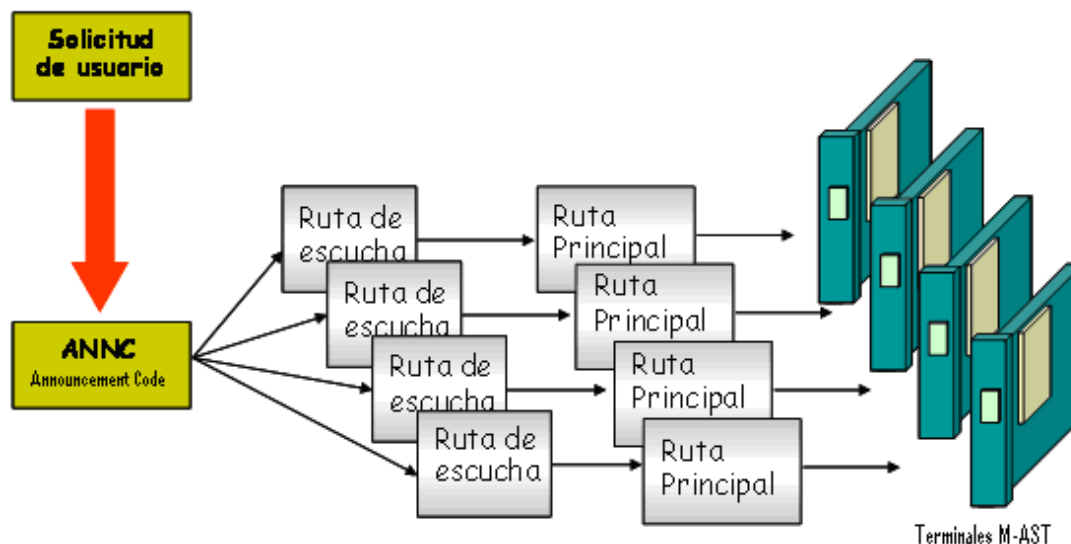 Solicitud
de usuario
ANNC
Announcement Code
Ruta de
escucha
Ruta
Principal
Ruta de
escucha
Ruta
Principal
Ruta de
escucha
Ruta
Principal
Ruta de
escucha
Ruta
Principal
Terminales M-AST